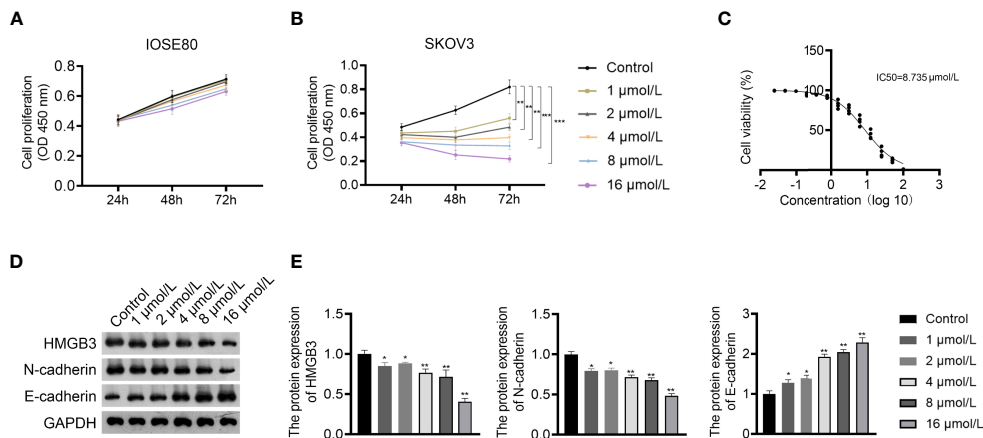 A
IOSE80
Cell proliferation
(OD 450 nm)
0.8
0.6
0.4
0.2
0.0
24h 48h 72h
B
SKOV3
Cell proliferation
(OD 450 nm)
1.0
0.8
0.6
0.4
0.2
0.0
24h 48h 72h
** ** ** *** ***
Control
1 μmol/L
2 μmol/L
4 μmol/L
8 μmol/L
16 μmol/L
C
Cell viability (%)
150
100
50
IC50=8.735 μmol/L
-2 -1 0 1 2 3
Concentration (log 10)
D
Control
1 μmol/L
2 μmol/L
4 μmol/L
8 μmol/L
16 μmol/L
HMGB3
N-cadherin
E-cadherin
GAPDH
E
The protein expression
of HMGB3
1.5
1.0
0.5
0.0
* * ** ** **
The protein expression
of N-cadherin
1.5
1.0
0.5
0.0
* * ** ** **
The protein expression
of E-cadherin
3
2
1
0
* * ** ** **
Control
1 μmol/L
2 μmol/L
4 μmol/L
8 μmol/L
16 μmol/L